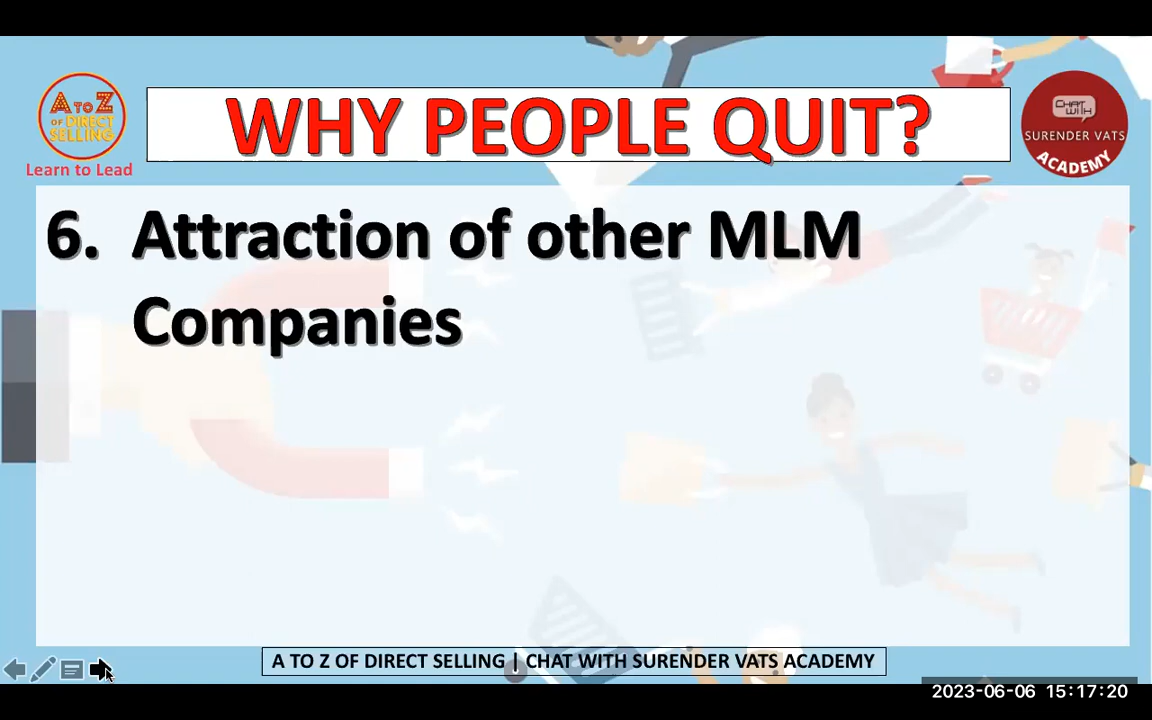 WHY PEOPLE QUIT?
A TO Z
OF DIRECT
SELLING
Learn to Lead
CHAT
WITH
SURENDER VATS
ACADEMY
6. Attraction of other MLM
Companies
A TO Z OF DIRECT SELLING | CHAT WITH SURENDER VATS ACADEMY
2023-06-06 15:17:20